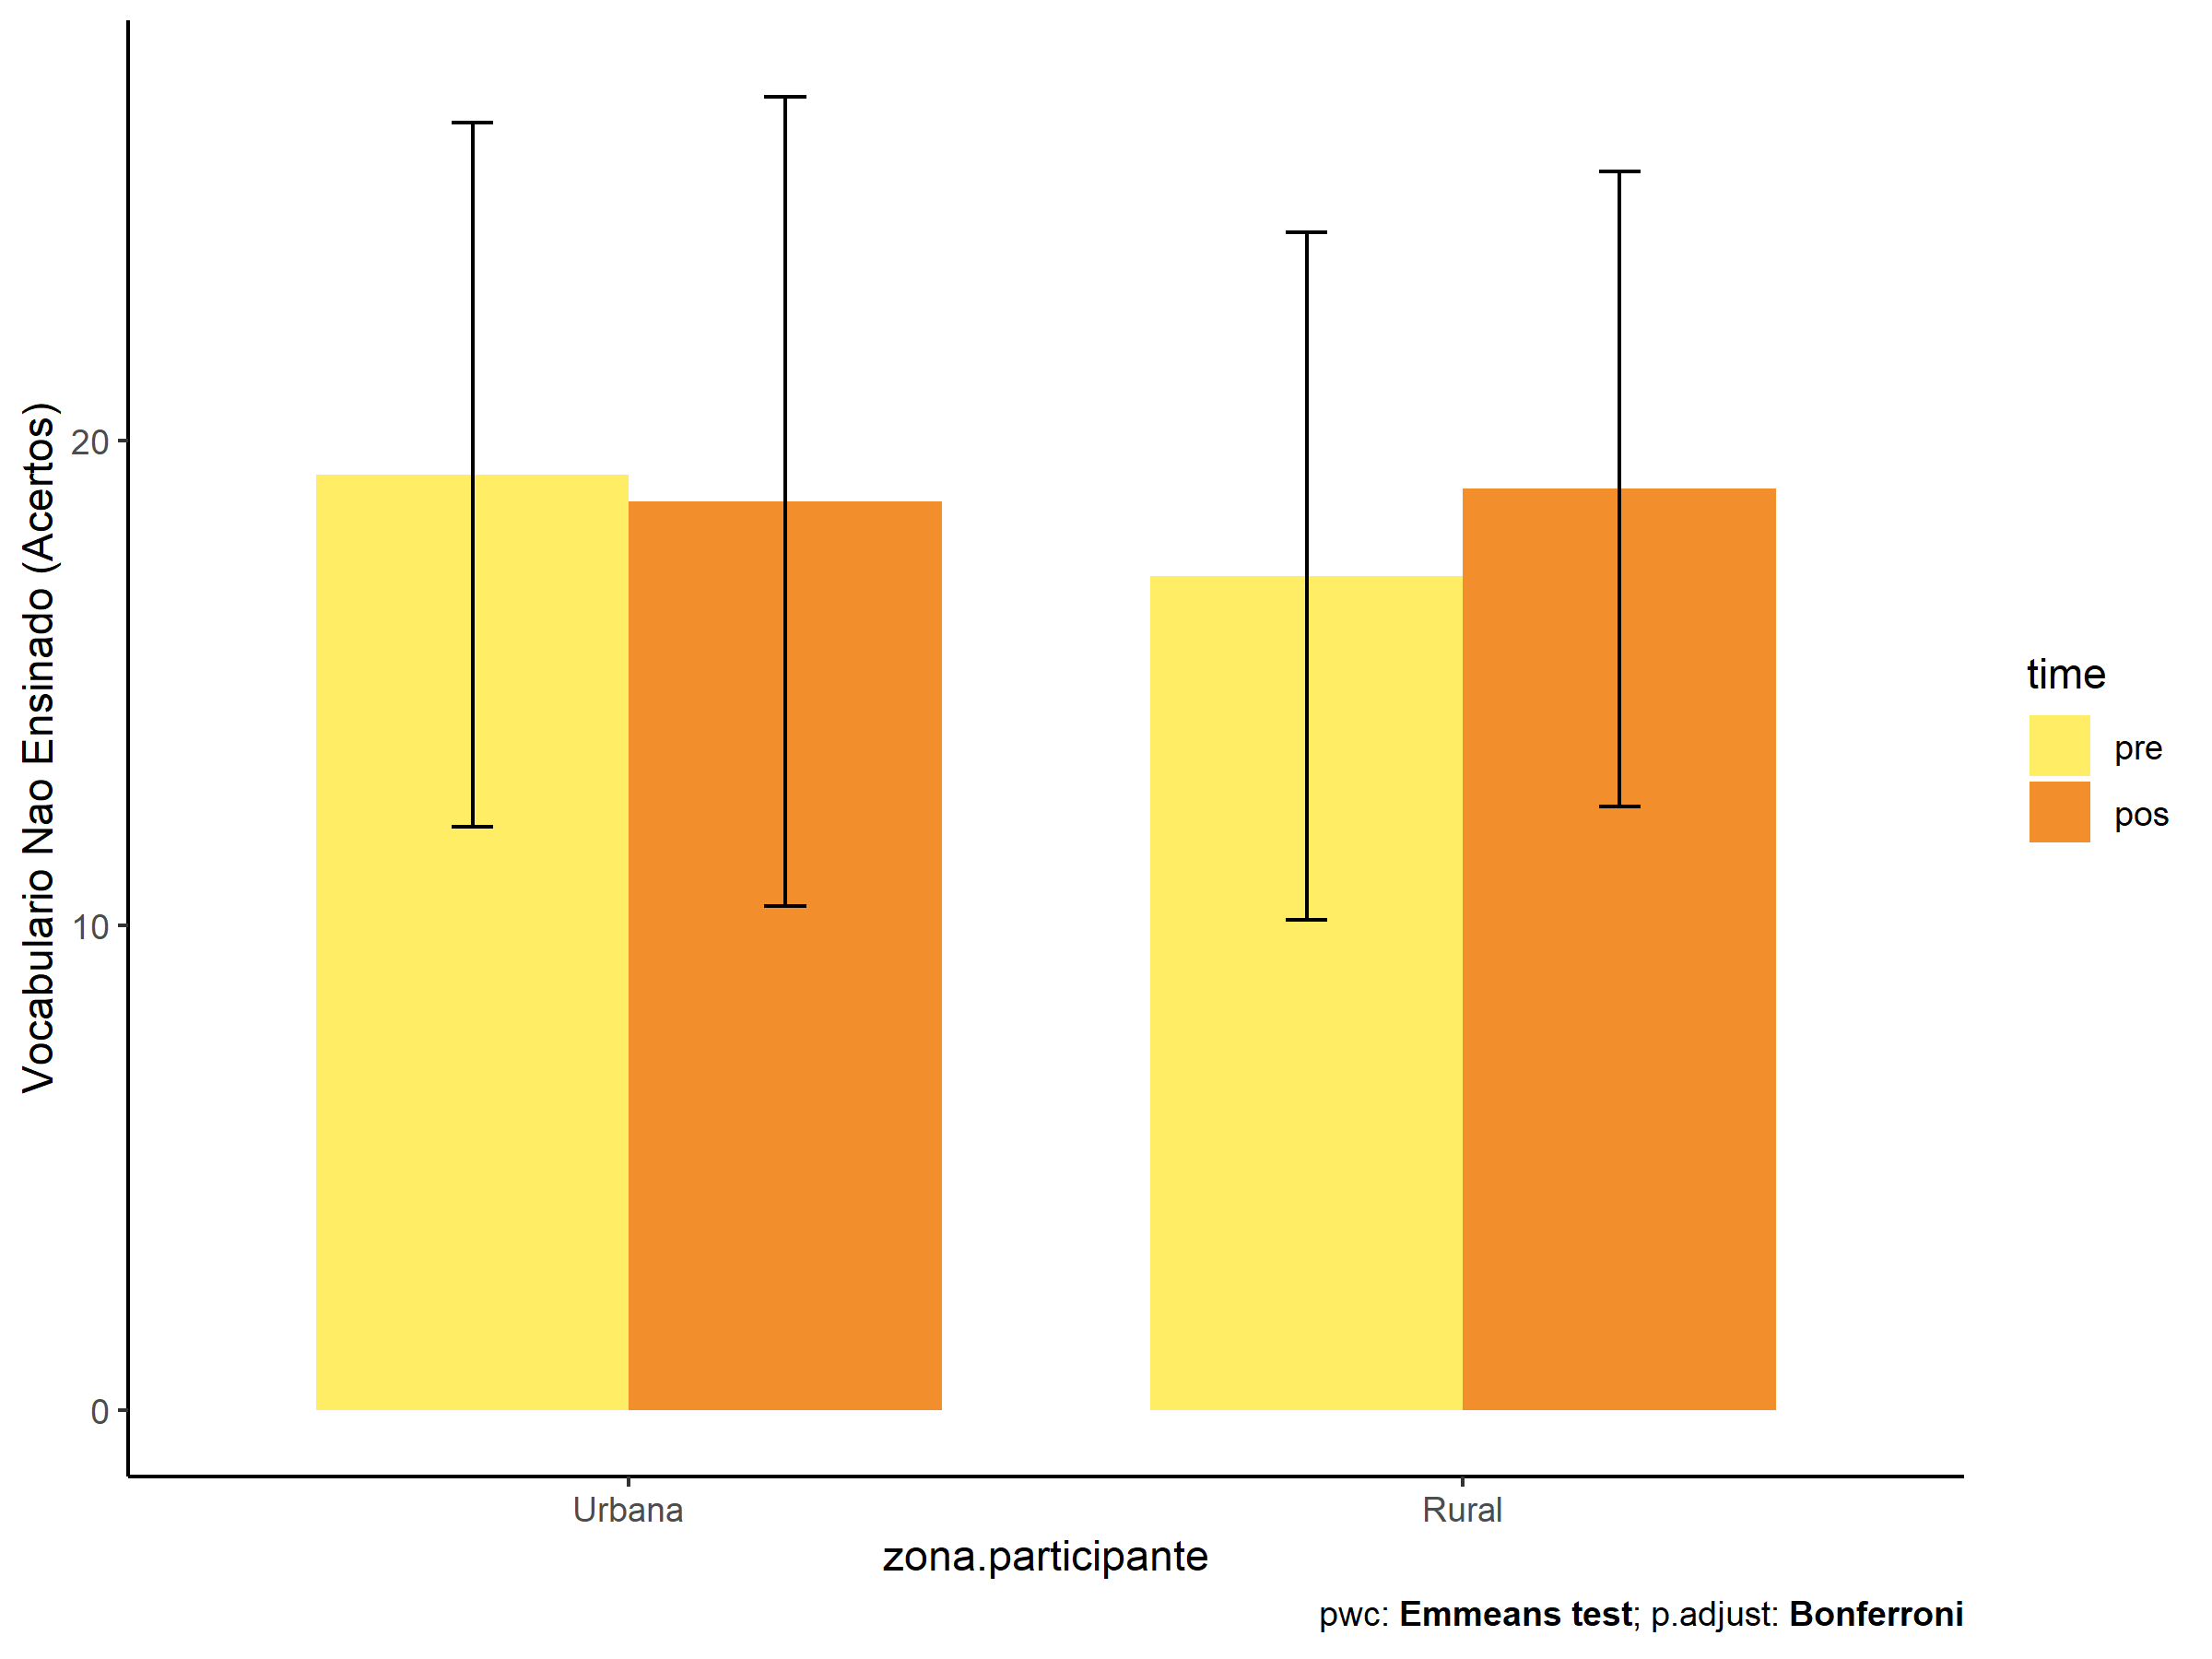 Vocabulario Nao Ensinado (Acertos)
20
10
0
Urbana
Rural
zona.participante
time
pre
pos
pwc: Emmeans test; p.adjust: Bonferroni